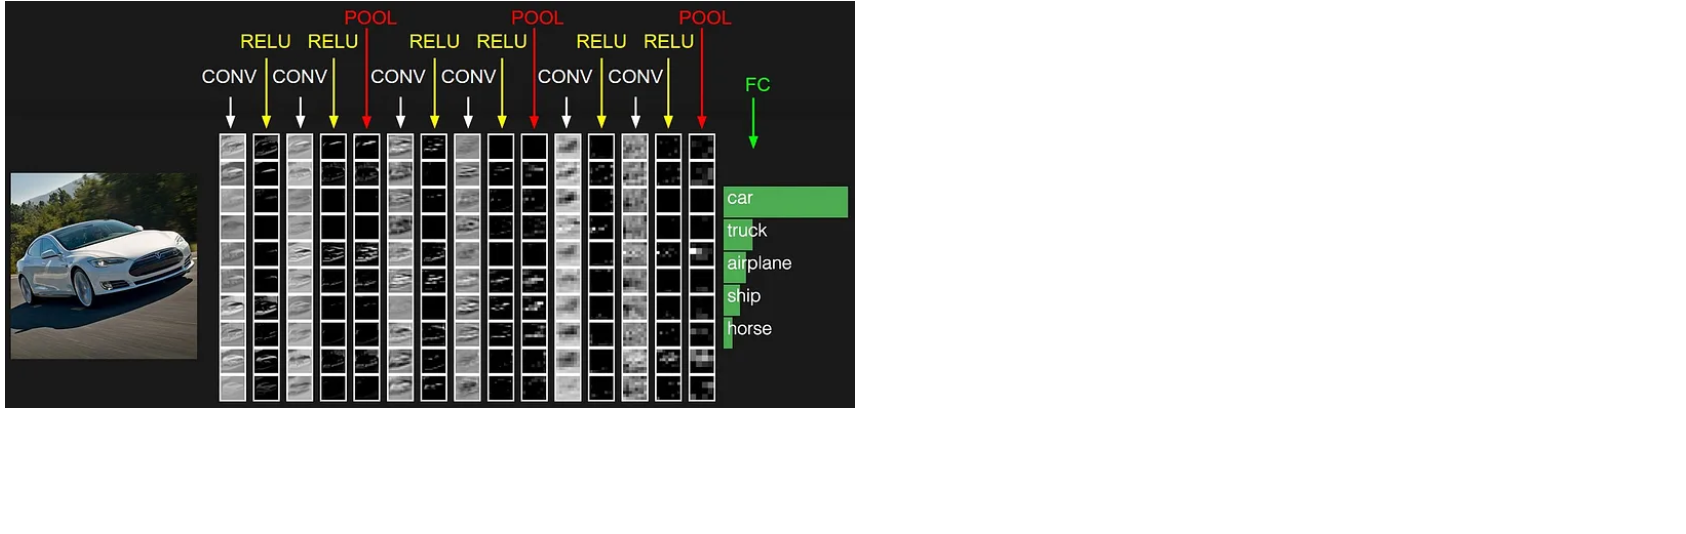 POOL POOL POOL
RELU RELU RELU RELU RELU RELU
CONV CONV CONV CONV CONV CONV
FC
car
truck
airplane
ship
horse